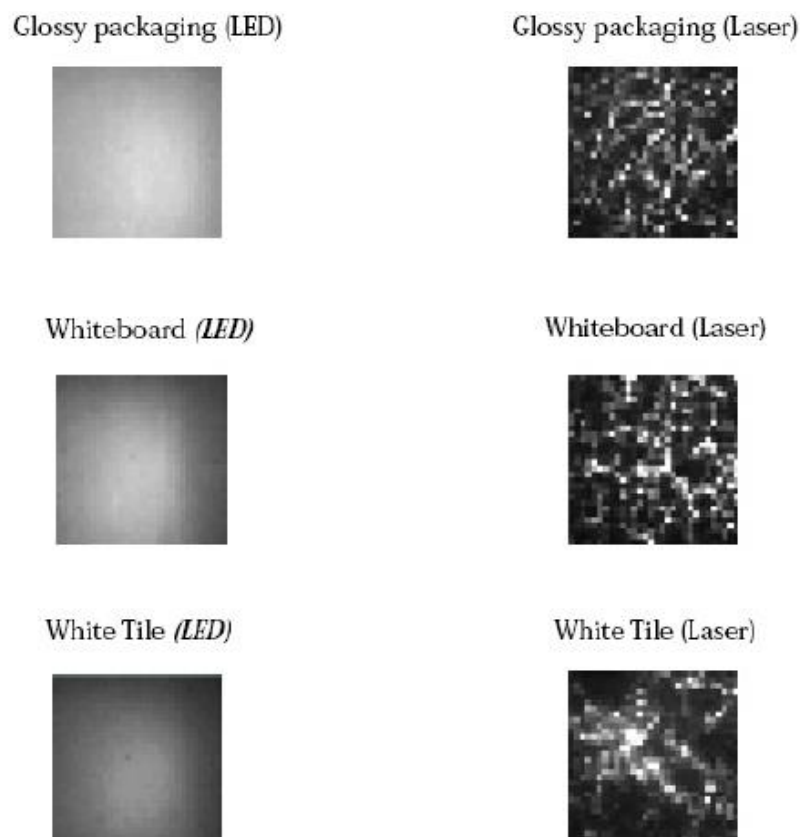 Glossy packaging (LED)
Glossy packaging (Laser)
Whiteboard (LED)
Whiteboard (Laser)
White Tile (LED)
White Tile (Laser)